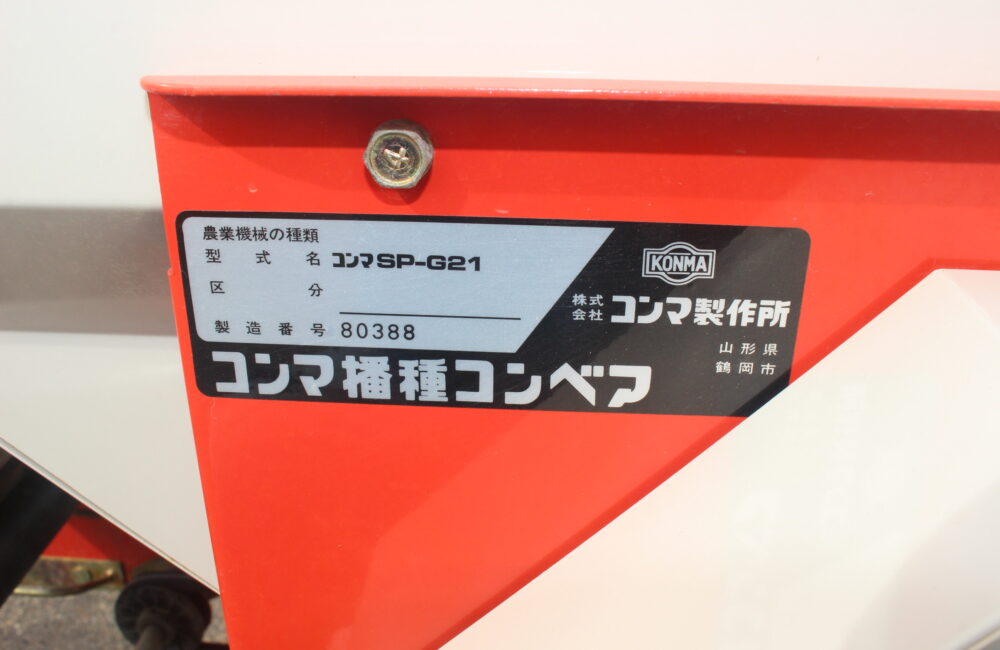 農業機械の種類
型式名 コンマSP-G21
区分
製造番号 80388
コンマ播種コンベア
KONMA
株式会社 コンマ製作所
山形県
鶴岡市